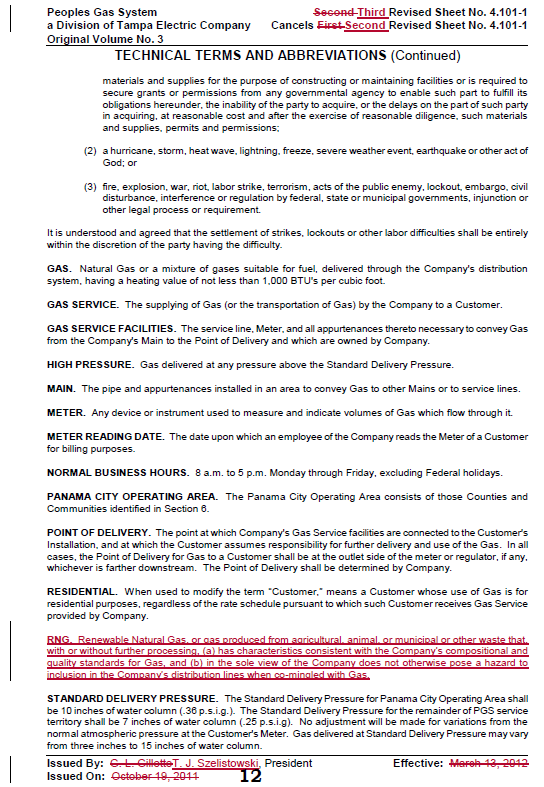 Peoples Gas System
Second Third Revised Sheet No. 4.101-1
a Division of Tampa Electric Company
Cancels First Second Revised Sheet No. 4.101-1
Original Volume No. 3
TECHNICAL TERMS AND ABBREVIATIONS (Continued)
materials and supplies for the purpose of constructing or maintaining facilities or is required to
secure grants or permissions from any governmental agency to enable such part to fulfill its
obligations hereunder, the inability of the party to acquire, or the delays on the part of such party
in acquiring, at reasonable cost and after the exercise of reasonable diligence, such materials
and supplies, permits and permissions;
(2) a hurricane, storm, heat wave, lightning, freeze, severe weather event, earthquake or other act of
God; or
(3) fire, explosion, war, riot, labor strike, terrorism, acts of the public enemy, lockout, embargo, civil
disturbance, interference or regulation by federal, state or municipal governments, injunction or
other legal process or requirement.
It is understood and agreed that the settlement of strikes, lockouts or other labor difficulties shall be entirely
within the discretion of the party having the difficulty.
GAS. Natural Gas or a mixture of gases suitable for fuel, delivered through the Company's distribution
system, having a heating value of not less than 1,000 BTU's per cubic foot.
GAS SERVICE. The supplying of Gas (or the transportation of Gas) by the Company to a Customer.
GAS SERVICE FACILITIES. The service line, Meter, and all appurtenances thereto necessary to convey Gas
from the Company's Main to the Point of Delivery and which are owned by Company.
HIGH PRESSURE. Gas delivered at any pressure above the Standard Delivery Pressure.
MAIN. The pipe and appurtenances installed in an area to convey Gas to other Mains or to service lines.
METER. Any device or instrument used to measure and indicate volumes of Gas which flow through it.
METER READING DATE. The date upon which an employee of the Company reads the Meter of a Customer
for billing purposes.
NORMAL BUSINESS HOURS. 8 a.m. to 5 p.m. Monday through Friday, excluding Federal holidays.
PANAMA CITY OPERATING AREA. The Panama City Operating Area consists of those Counties and
Communities identified in Section 6.
POINT OF DELIVERY. The point at which Company's Gas Service facilities are connected to the Customer's
Installation, and at which the Customer assumes responsibility for further delivery and use of the Gas. In all
cases, the Point of Delivery for Gas to a Customer shall be at the outlet side of the meter or regulator, if any,
whichever is farther downstream. The Point of Delivery shall be determined by Company.
RESIDENTIAL. When used to modify the term "Customer," means a Customer whose use of Gas is for
residential purposes, regardless of the rate schedule pursuant to which such Customer receives Gas Service
provided by Company.
RNG. Renewable Natural Gas, or gas produced from agricultural, animal, or municipal or other waste that,
with or without further processing, (a) has characteristics consistent with the Company's compositional and
quality standards for Gas, and (b) in the sole view of the Company does not otherwise pose a hazard to
inclusion in the Company's distribution lines when co-mingled with Gas.
STANDARD DELIVERY PRESSURE. The Standard Delivery Pressure for Panama City Operating Area shall
be 10 inches of water column (.36 p.s.i.g.). The Standard Delivery Pressure for the remainder of PGS service
territory shall be 7 inches of water column (.25 p.s.i.g). No adjustment will be made for variations from the
normal atmospheric pressure at the Customer's Meter. Gas delivered at Standard Delivery Pressure may vary
from three inches to 15 inches of water column.
Issued By: G. L. Gillette T. J. Szelistowski, President
Effective: March 13, 2012
Issued On: October 19, 2011
12